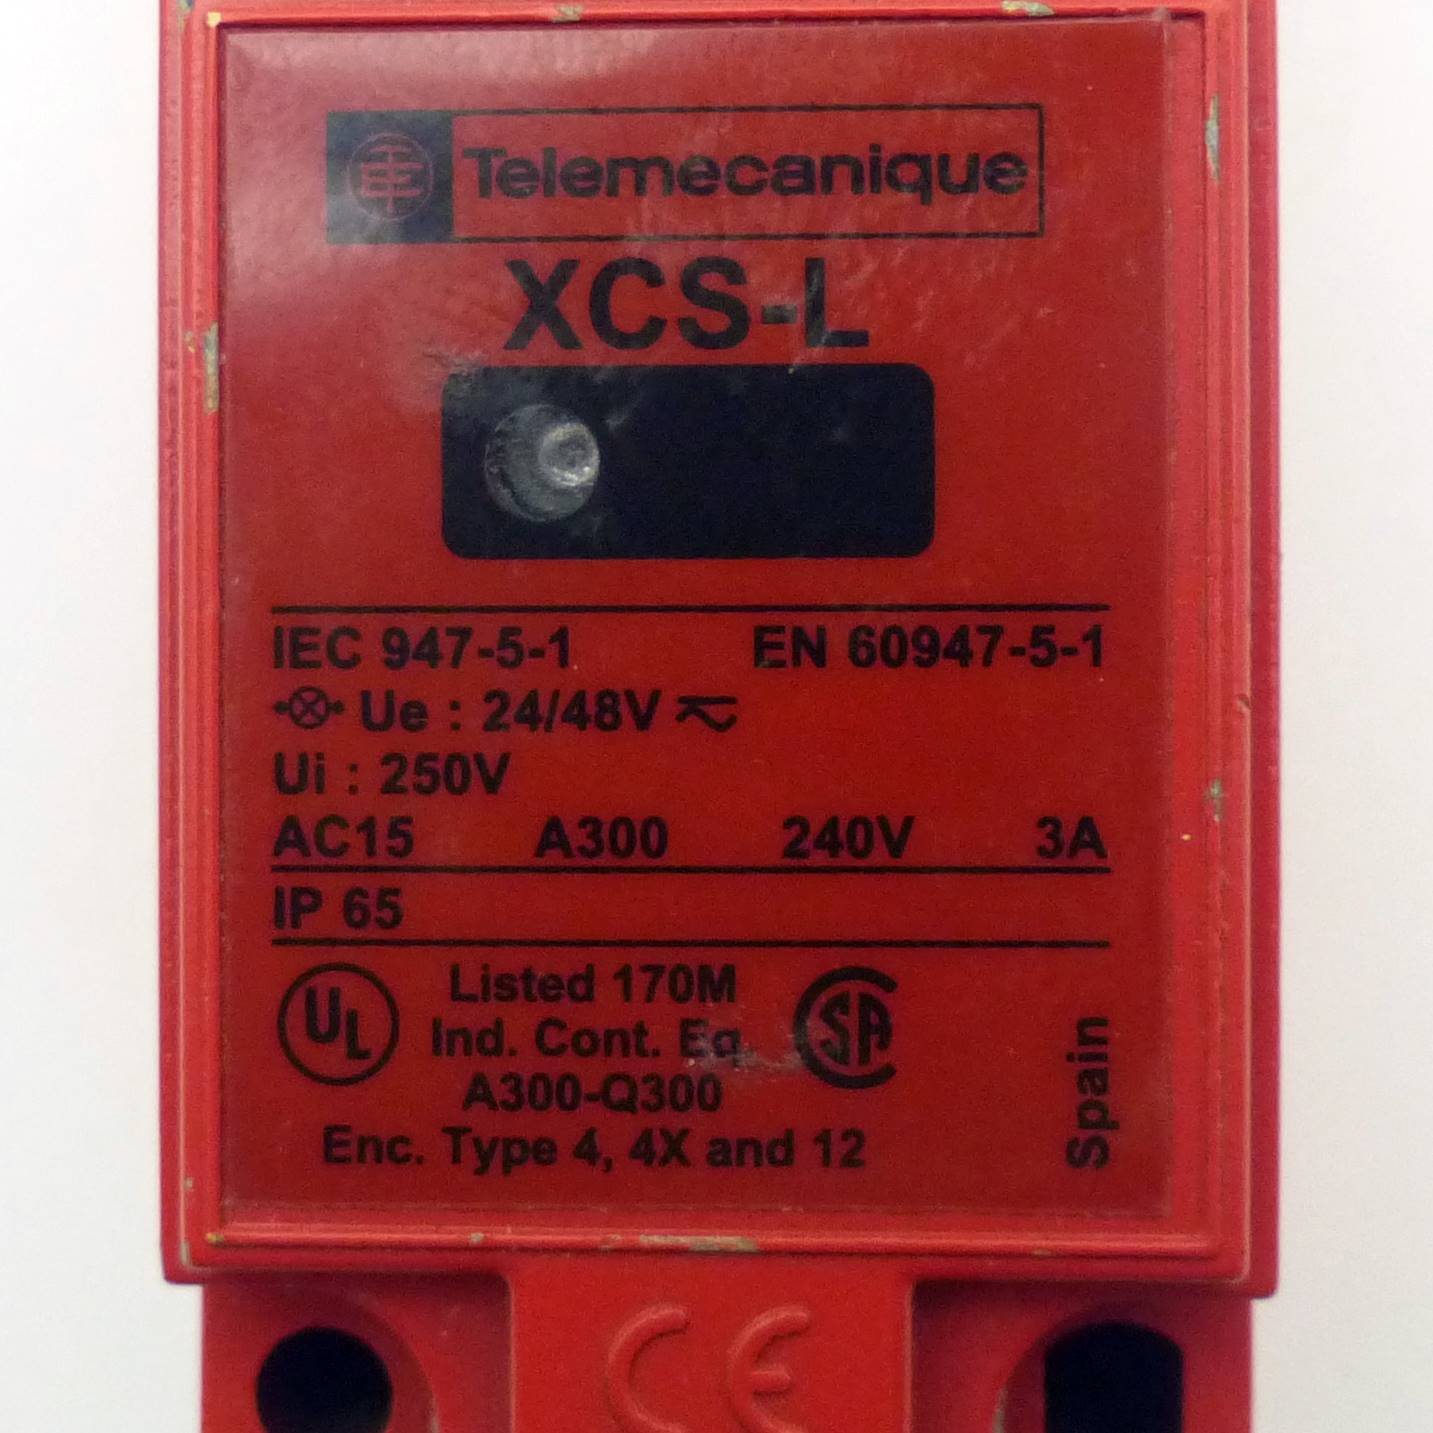 Telemecanique
XCS-L
IEC 947-5-1 EN 60947-5-1
Ue : 24/48V
Ui : 250V
AC15 A300 240V 3A
IP 65
UL Listed 170M SA
Ind. Cont. Eq.
A300-Q300
Enc. Type 4, 4X and 12
Spain
CE